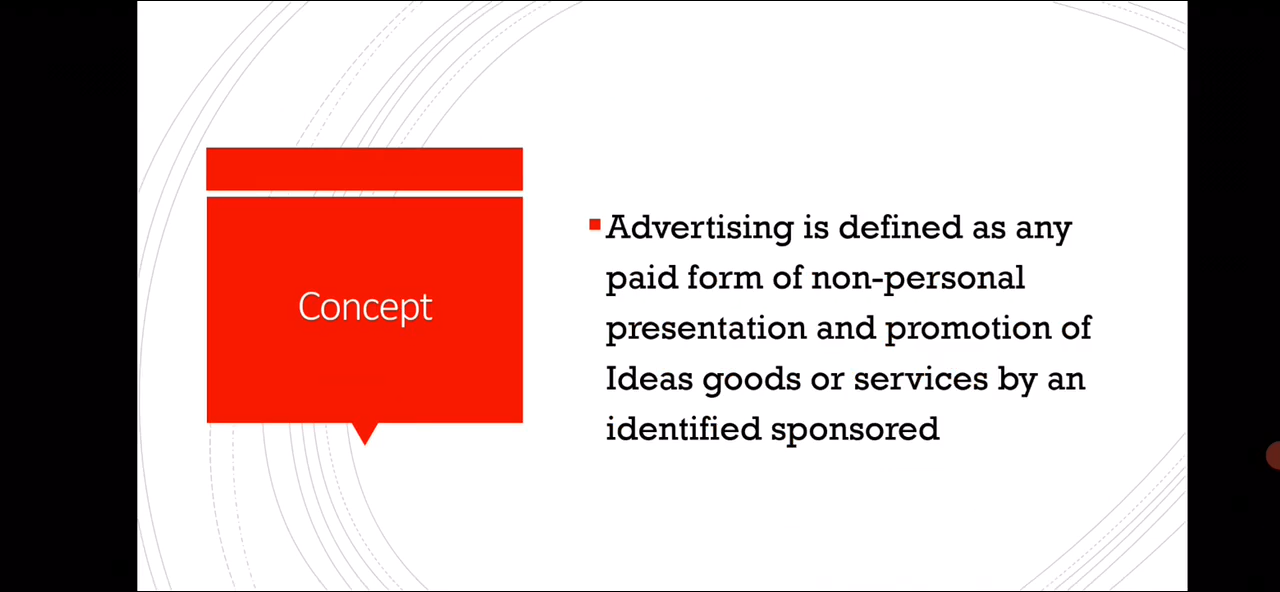 Concept
Advertising is defined as any
paid form of non-personal
presentation and promotion of
Ideas goods or services by an
identified sponsored